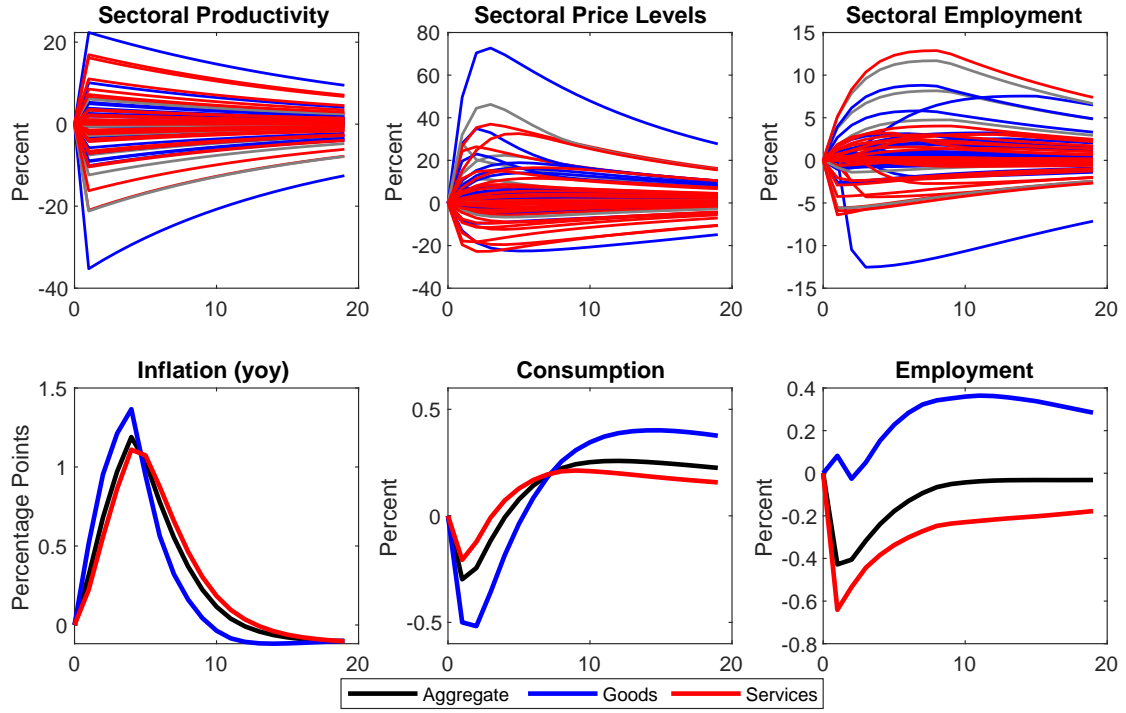 Sectoral Productivity
Sectoral Price Levels
Sectoral Employment
Percent
20
0
-20
-40
0 10 20
Percent
80
60
40
20
0
-20
-40
0 10 20
Percent
15
10
5
0
-5
-10
-15
0 10 20
Inflation (yoy)
Consumption
Employment
Percentage Points
1.5
1
0.5
0
0 10 20
Percent
0.5
0
-0.5
0 10 20
Percent
0.4
0.2
0
-0.2
-0.4
-0.6
-0.8
0 10 20
Aggregate Goods Services